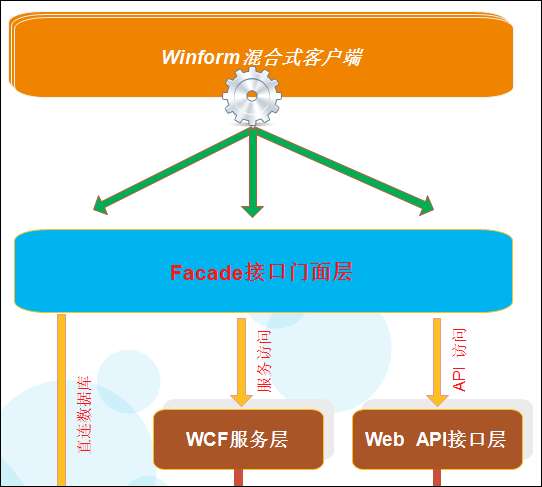 Winform混合式客户端
Facade接口门面层
直连数据库
服务访问
API 访问
WCF服务层
Web API接口层